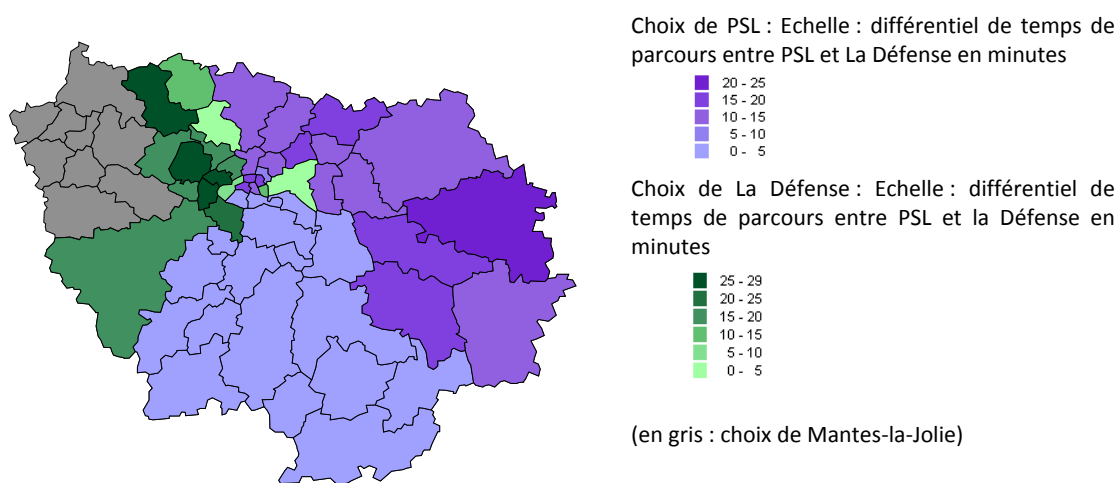 Choix de PSL : Echelle : différentiel de temps de
parcours entre PSL et La Défense en minutes
20 - 25
15 - 20
10 - 15
5 - 10
0 - 5
Choix de La Défense : Echelle : différentiel de
temps de parcours entre PSL et la Défense en
minutes
25 - 29
20 - 25
15 - 20
10 - 15
5 - 10
0 - 5
(en gris : choix de Mantes-la-Jolie)